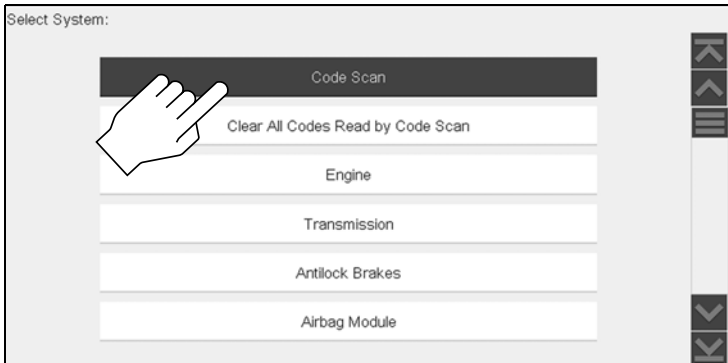 Select System:
Code Scan
Clear All Codes Read by Code Scan
Engine
Transmission
Antilock Brakes
Airbag Module